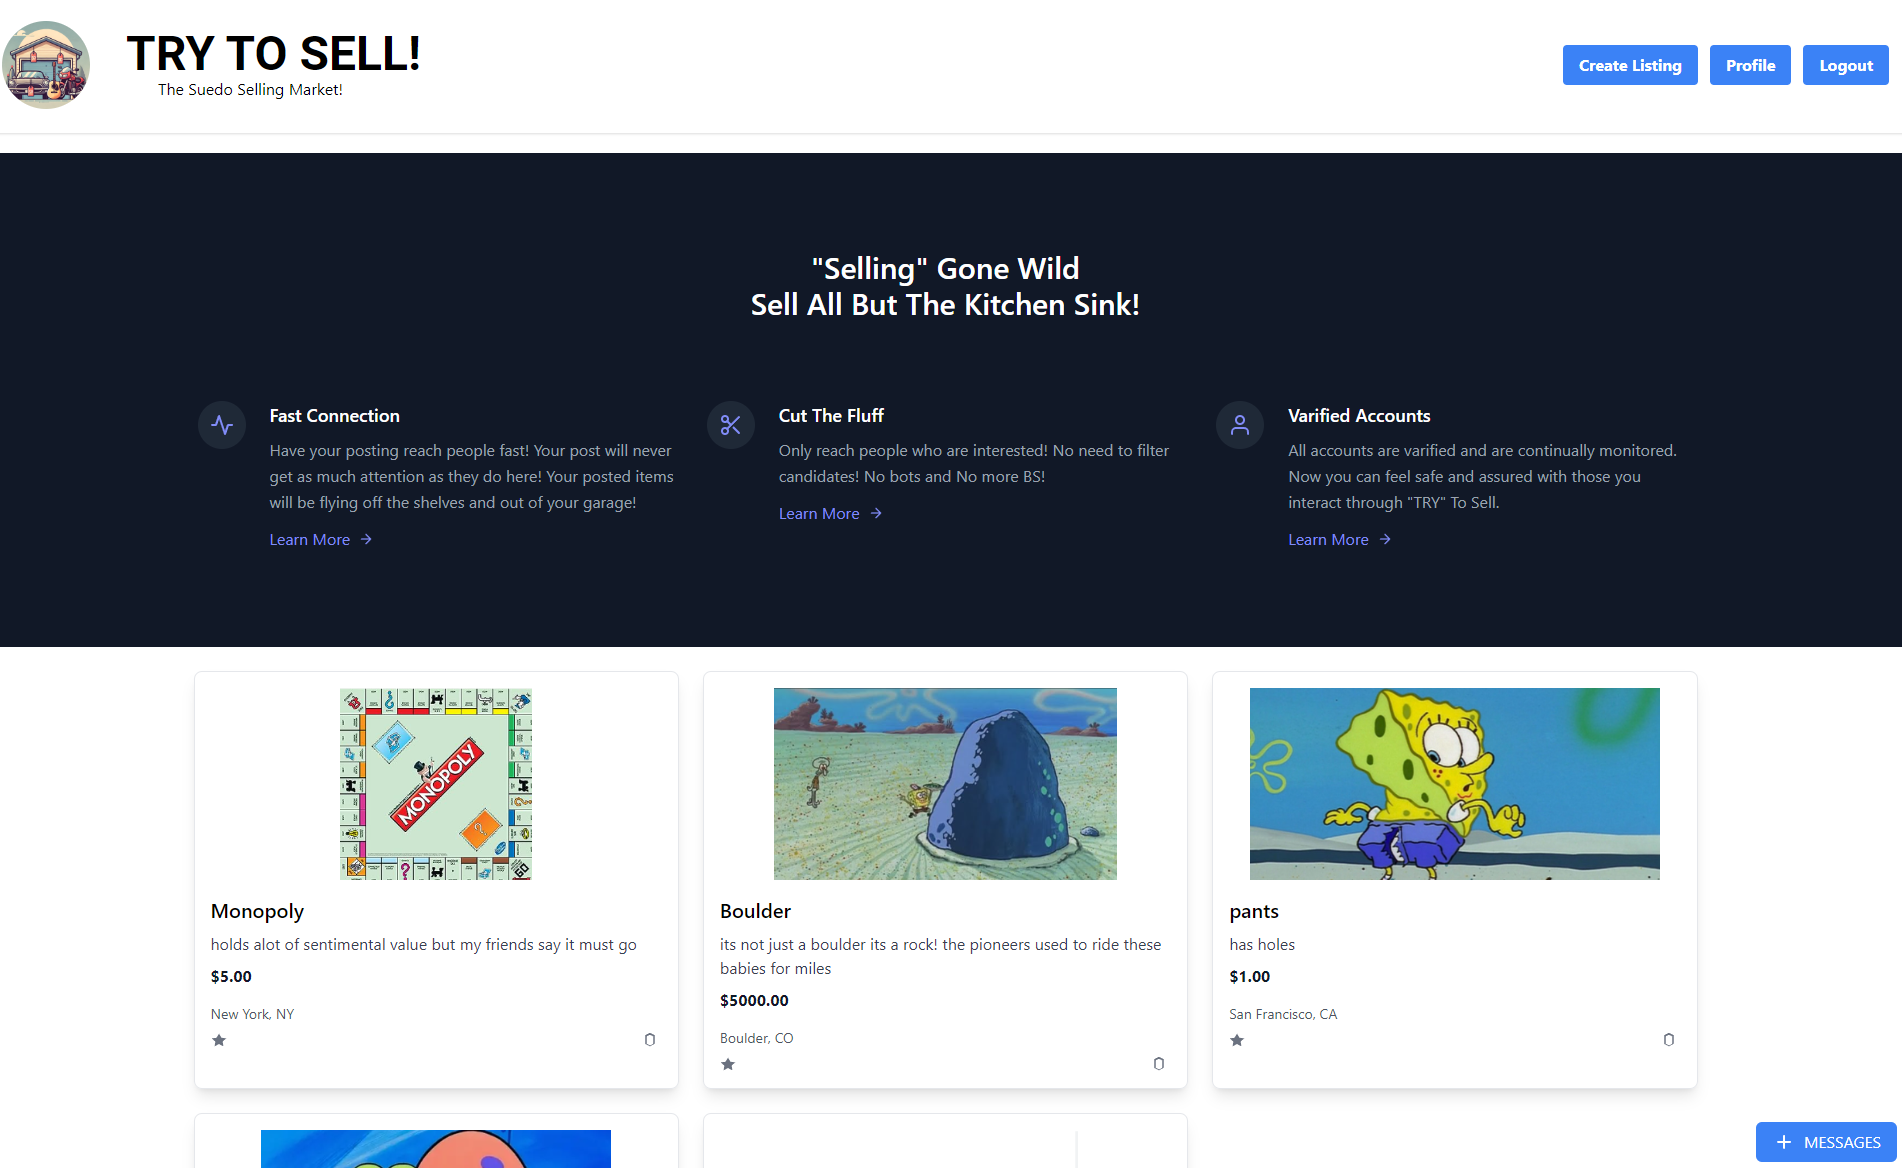 TRY TO SELL!
The Suedo Selling Market!
Create Listing
Profile
Logout
"Selling" Gone Wild
Sell All But The Kitchen Sink!
Fast Connection
Have your posting reach people fast! Your post will never
get as much attention as they do here! Your posted items
will be flying off the shelves and out of your garage!
Learn More
Cut The Fluff
Only reach people who are interested! No need to filter
candidates! No bots and No more BS!
Learn More
Varified Accounts
All accounts are varified and are continually monitored.
Now you can feel safe and assured with those you
interact through "TRY" To Sell.
Learn More
MONOPOLY
GO
Monopoly
holds alot of sentimental value but my friends say it must go
$5.00
New York, NY
Boulder
its not just a boulder its a rock! the pioneers used to ride these
babies for miles
$5000.00
Boulder, CO
pants
has holes
$1.00
San Francisco, CA
MESSAGES